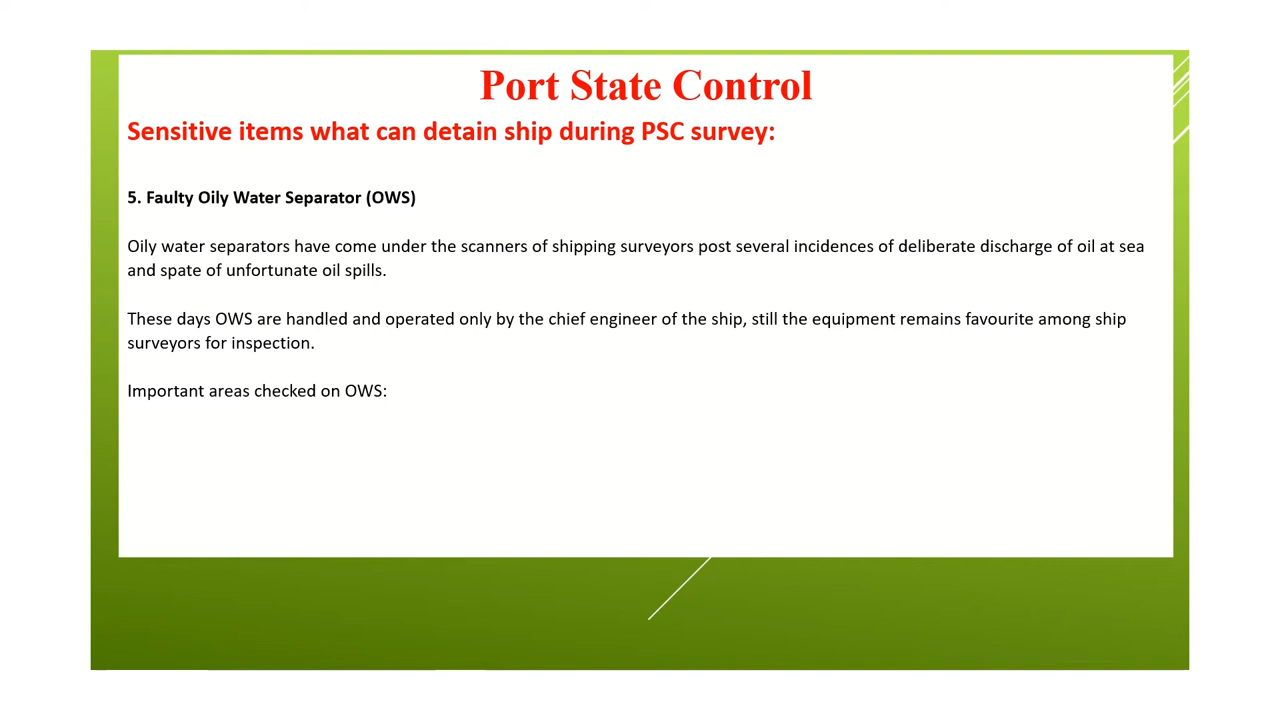 Port State Control
Sensitive items what can detain ship during PSC survey:
5. Faulty Oily Water Separator (OWS)
Oily water separators have come under the scanners of shipping surveyors post several incidences of deliberate discharge of oil at sea
and spate of unfortunate oil spills.
These days OWS are handled and operated only by the chief engineer of the ship, still the equipment remains favourite among ship
surveyors for inspection.
Important areas checked on OWS: